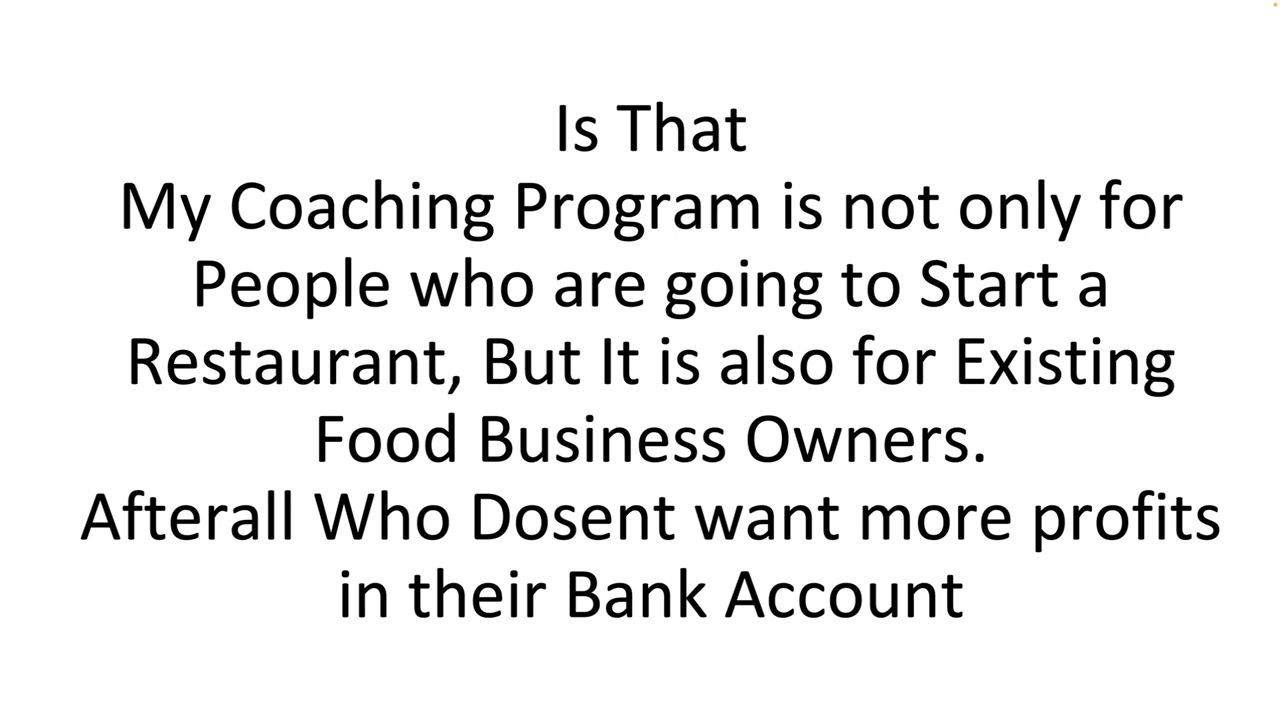 Is That
My Coaching Program is not only for
People who are going to Start a
Restaurant, But It is also for Existing
Food Business Owners.
Afterall Who Dosent want more profits
in their Bank Account